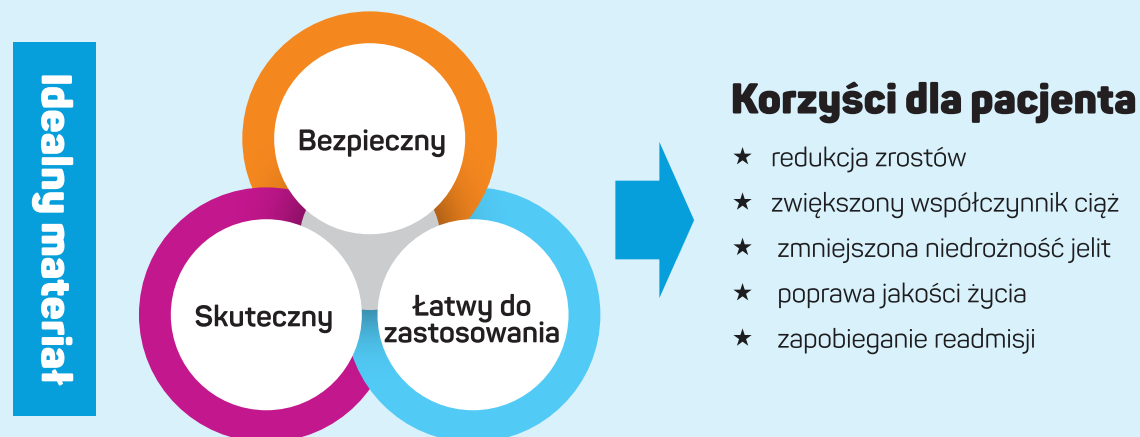 Idealny materiał
Bezpieczny
Skuteczny
Łatwy do
zastosowania
Korzyści dla pacjenta
★ redukcja zrostów
★ zwiększony współczynnik ciąż
★ zmniejszona niedrożność jelit
★ poprawa jakości życia
★ zapobieganie readmisji